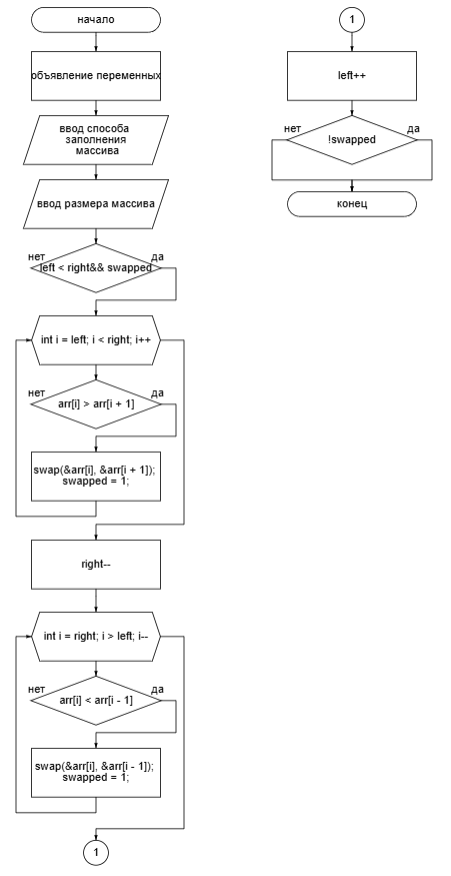 начало
объявление переменных
ввод способа
заполнения
массива
ввод размера массива
нет
да
left < right&& swapped
int i = left; i < right; i++
нет
да
arr[i] > arr[i + 1]
swap(&arr[i], &arr[i + 1]);
swapped = 1;
right--
int i = right; i > left; i--
нет
да
arr[i] < arr[i - 1]
swap(&arr[i], &arr[i - 1]);
swapped = 1;
1
1
left++
нет
да
!swapped
конец